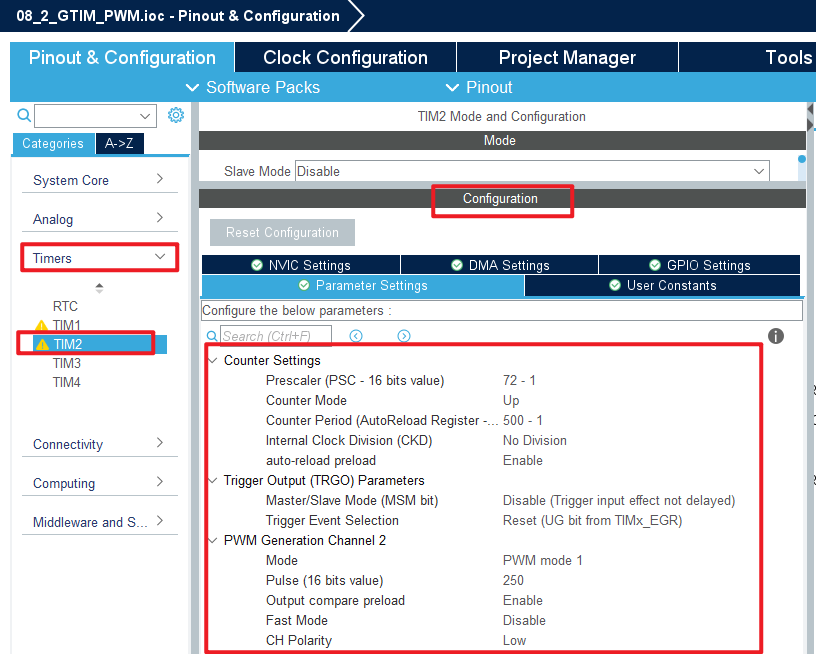 08_2_GTIM_PWM.ioc - Pinout & Configuration
Pinout & Configuration Clock Configuration Project Manager Tools
Software Packs Pinout
TIM2 Mode and Configuration
Categories A->Z
Mode
System Core
Slave Mode Disable
Configuration
Analog
Reset Configuration
Timers
NVIC Settings DMA Settings GPIO Settings
Parameter Settings User Constants
Configure the below parameters :
RTC
TIM1
TIM2
TIM3
TIM4
Search (Ctrl+F)
Counter Settings
Prescaler (PSC - 16 bits value) 72 - 1
Counter Mode Up
Counter Period (AutoReload Register -... 500 - 1
Internal Clock Division (CKD) No Division
auto-reload preload Enable
Trigger Output (TRGO) Parameters
Master/Slave Mode (MSM bit) Disable (Trigger input effect not delayed)
Trigger Event Selection Reset (UG bit from TIMx_EGR)
PWM Generation Channel 2
Mode PWM mode 1
Pulse (16 bits value) 250
Output compare preload Enable
Fast Mode Disable
CH Polarity Low
Connectivity
Computing
Middleware and S...